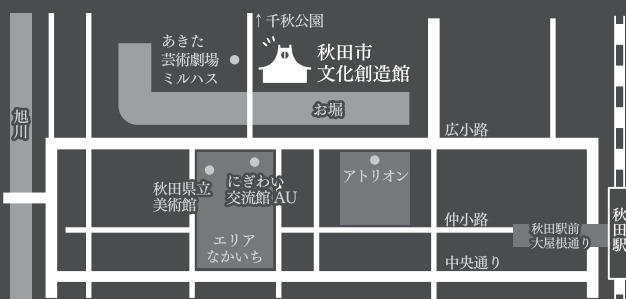 ↑千秋公園
あきた
芸術劇場
ミルハス
秋田市
文化創造館
お堀
旭川
広小路
秋田県立
美術館
にぎわい
交流館 AU
アトリオン
仲小路
秋田駅前
大屋根通り
秋田駅
エリア
なかいち
中央通り